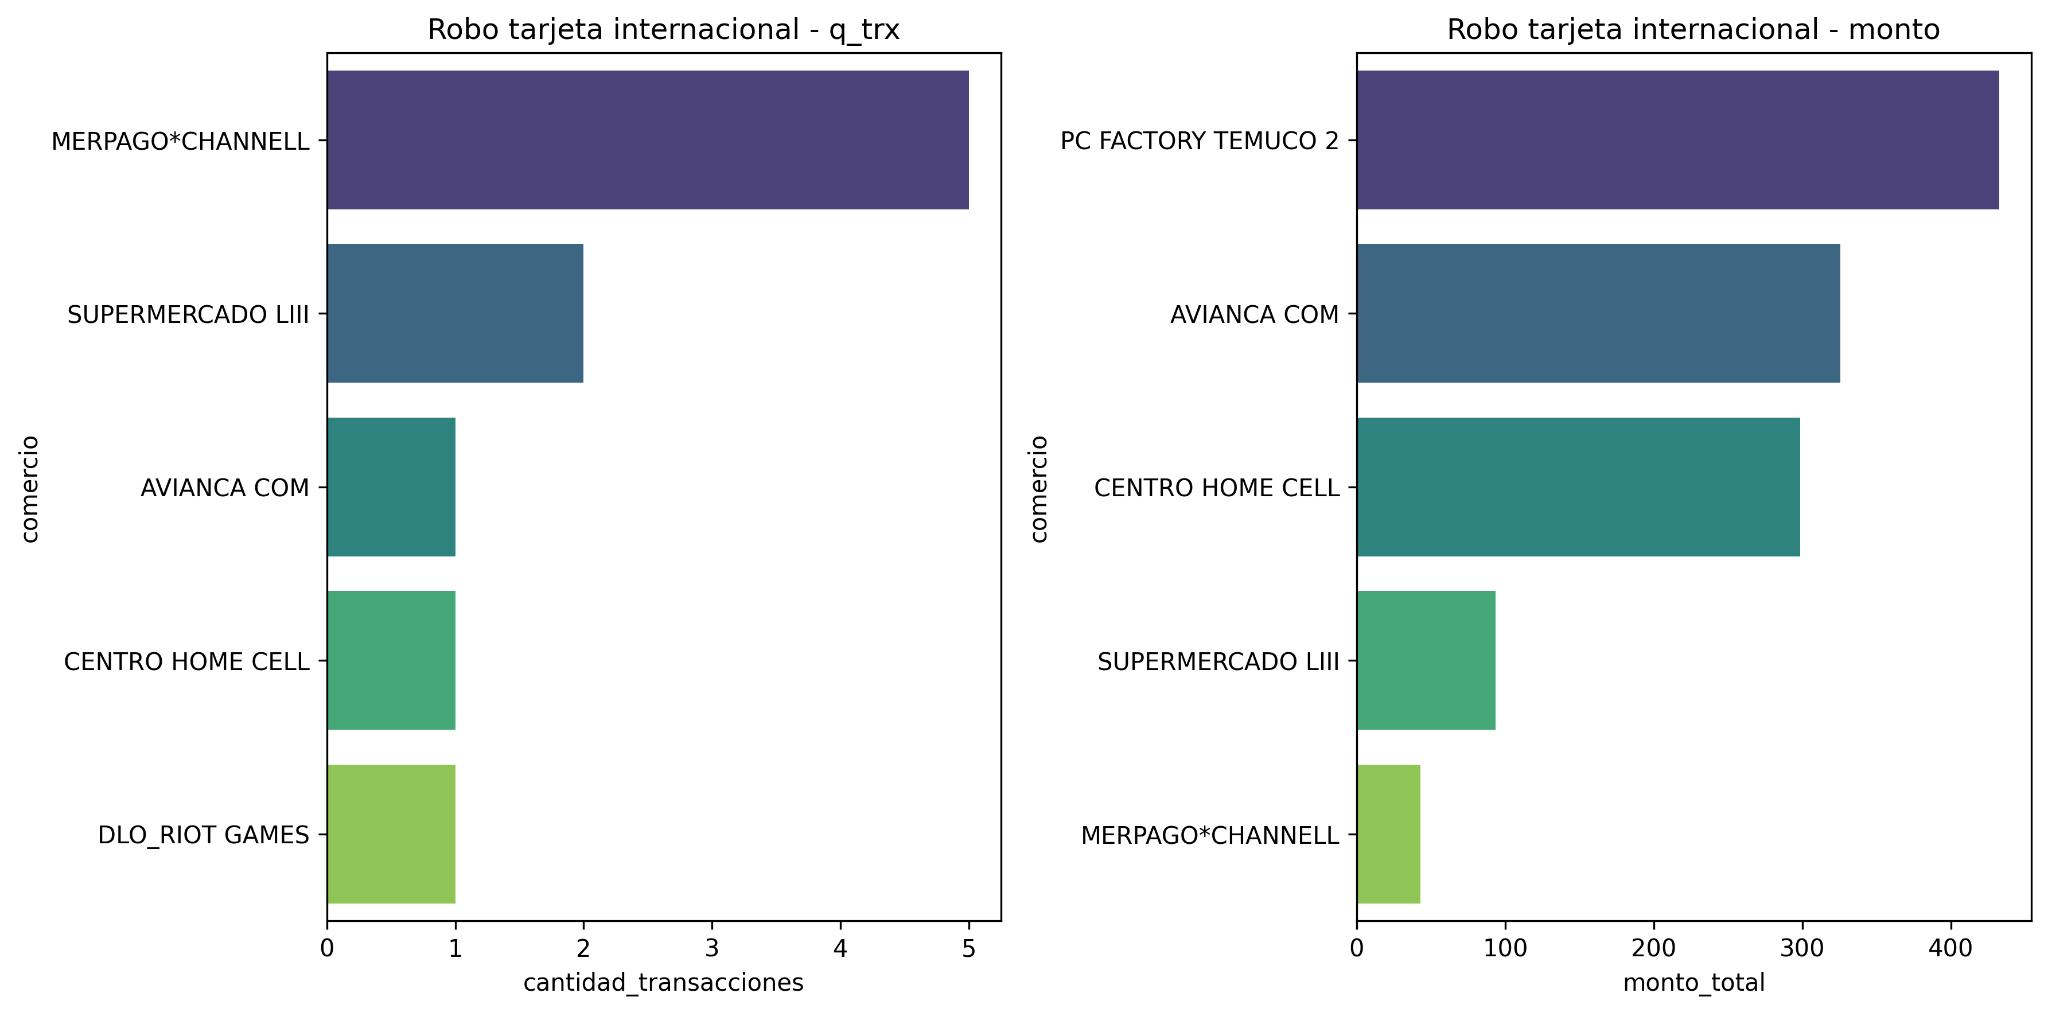 Robo tarjeta internacional - q_trx
comercio
MERPAGO*CHANNELL
SUPERMERCADO LIII
AVIANCA COM
CENTRO HOME CELL
DLO_RIOT GAMES
0 1 2 3 4 5
cantidad_transacciones
Robo tarjeta internacional - monto
comercio
PC FACTORY TEMUCO 2
AVIANCA COM
CENTRO HOME CELL
SUPERMERCADO LIII
MERPAGO*CHANNELL
0 100 200 300 400
monto_total